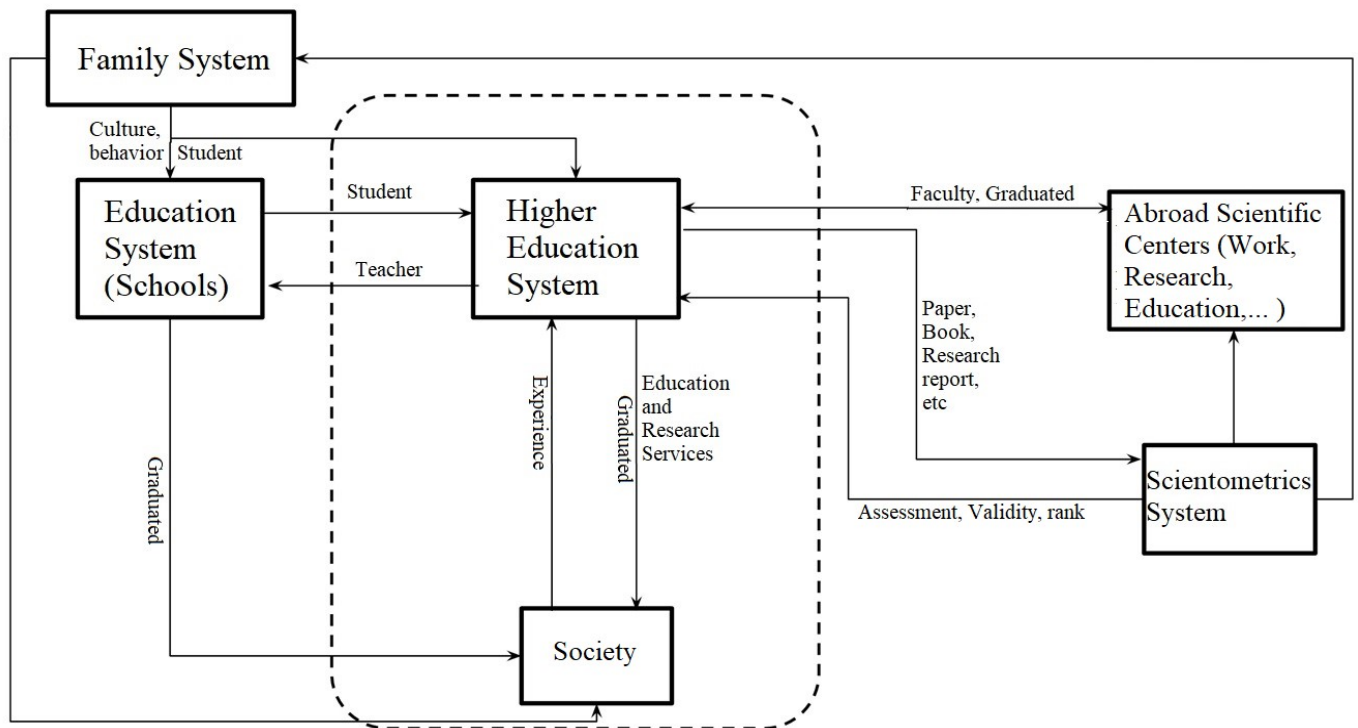 Family System
Culture,
behavior
Student
Education
System
(Schools)
Student
Teacher
Higher
Education
System
Faculty, Graduated
Abroad Scientific
Centers (Work,
Research,
Education,... )
Paper,
Book,
Research
report,
etc
Experience
Graduated
Education
and
Research
Services
Graduated
Assessment, Validity, rank
Scientometrics
System
Society